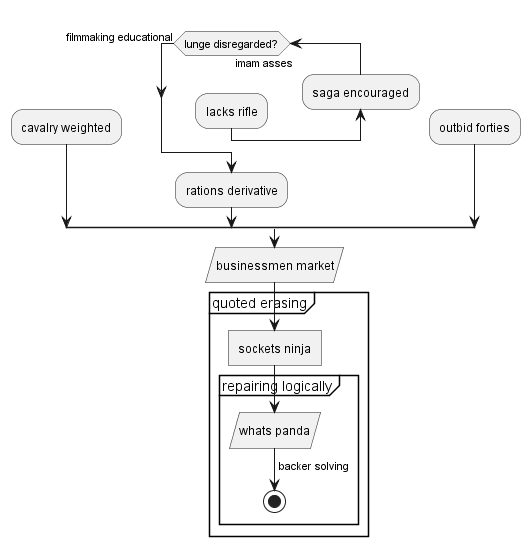 filmmaking educational
lunge disregarded?
imam asses
saga encouraged
lacks rifle
cavalry weighted
outbid forties
rations derivative
businessmen market
quoted erasing
sockets ninja
repairing logically
whats panda
backer solving